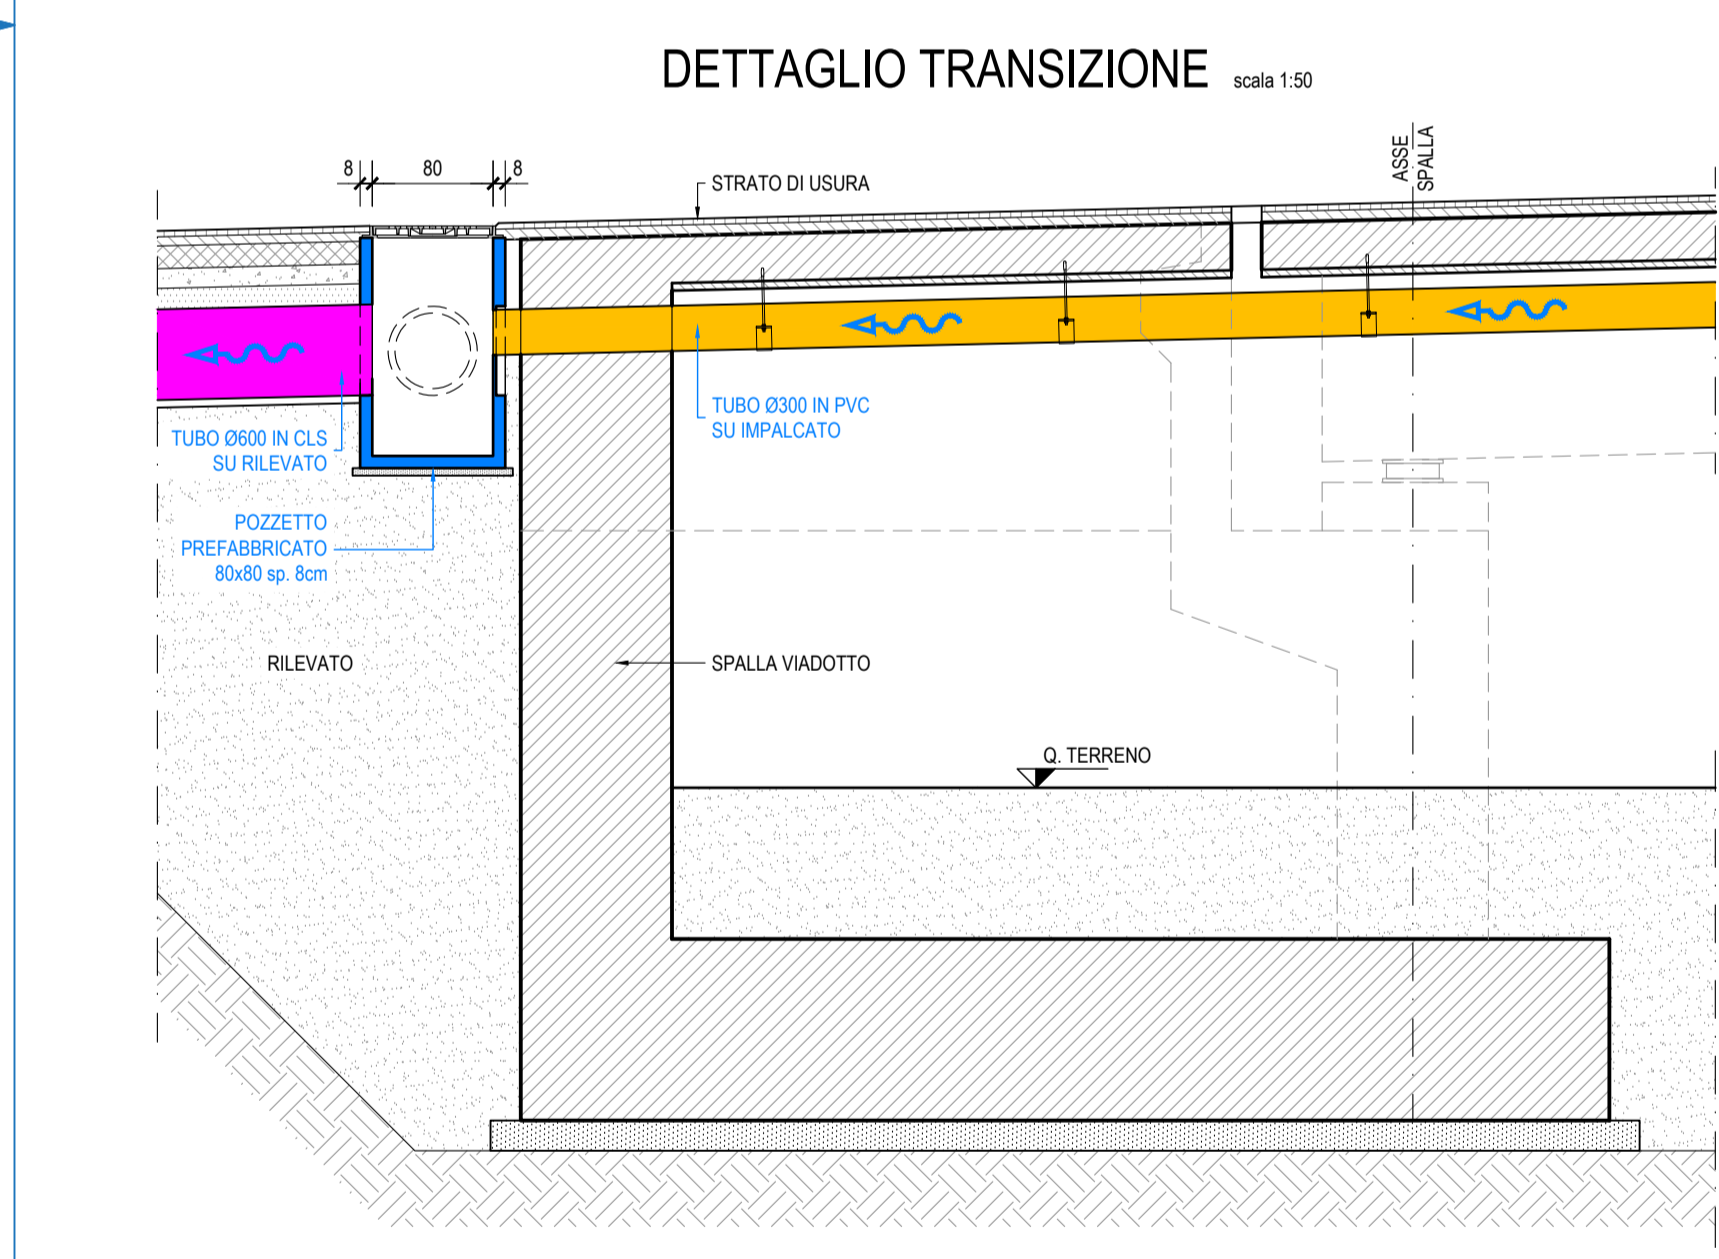 DETTAGLIO TRANSIZIONE scala 1:50
8 80 8
STRATO DI USURA
ASSE
SPALLA
TUBO Ø300 IN PVC
SU IMPALCATO
TUBO Ø600 IN CLS
SU RILEVATO
POZZETTO
PREFABBRICATO
80x80 sp. 8cm
RILEVATO
SPALLA VIADOTTO
Q. TERRENO